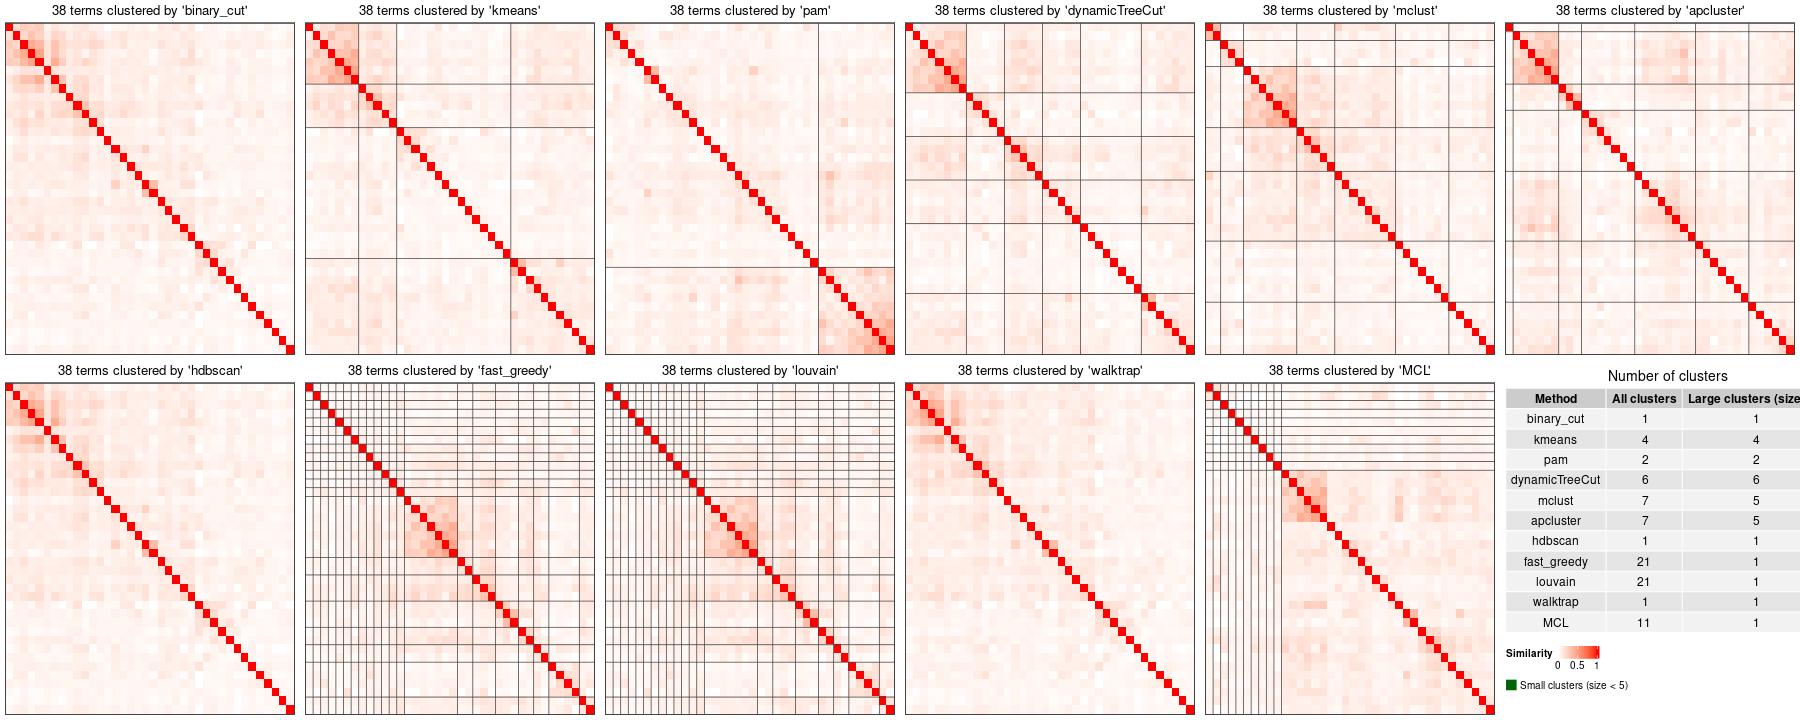 38 terms clustered by 'binary_cut'
38 terms clustered by 'kmeans'
38 terms clustered by 'pam'
38 terms clustered by 'dynamicTreeCut'
38 terms clustered by 'mclust'
38 terms clustered by 'apcluster'
38 terms clustered by 'hdbscan'
38 terms clustered by 'fast_greedy'
38 terms clustered by 'louvain'
38 terms clustered by 'walktrap'
38 terms clustered by 'MCL'
Number of clusters
Method All clusters Large clusters (size
binary_cut 1 1
kmeans 4 4
pam 2 2
dynamicTreeCut 6 6
mclust 7 5
apcluster 7 5
hdbscan 1 1
fast_greedy 21 1
louvain 21 1
walktrap 1 1
MCL 11 1
Similarity
0 0.5 1
Small clusters (size < 5)